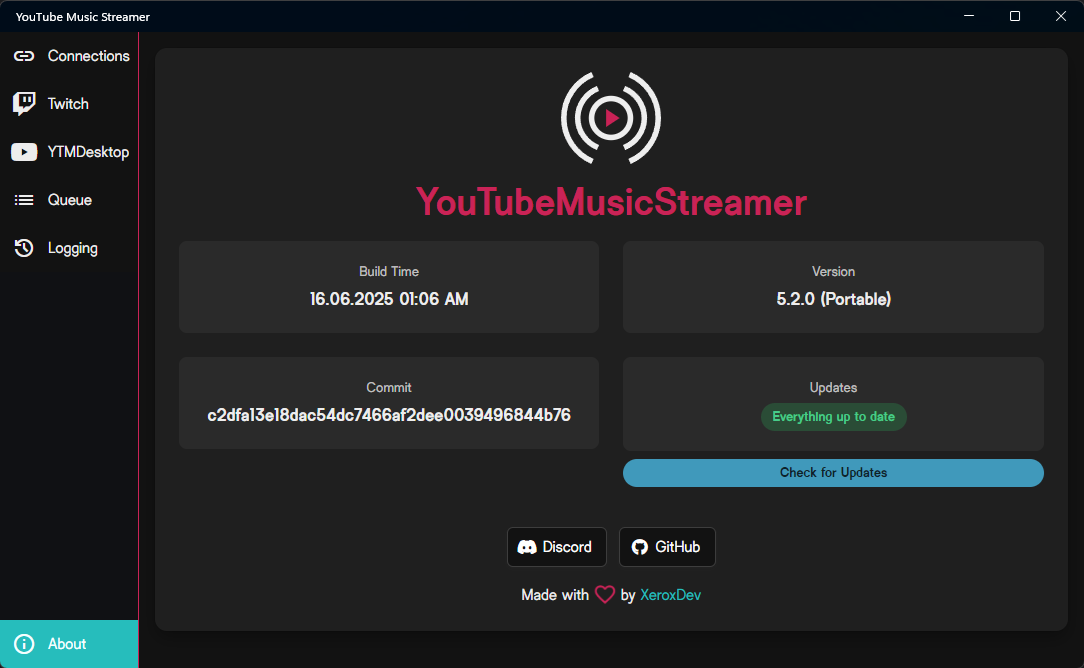 YouTube Music Streamer
Connections
Twitch
YTMDesktop
Queue
Logging
About
YouTubeMusicStreamer
Build Time
16.06.2025 01:06 AM
Version
5.2.0 (Portable)
Commit
c2dfa13e18dac54dc7466af2dee0039496844b76
Updates
Everything up to date
Check for Updates
Discord
GitHub
Made with by XeroxDev